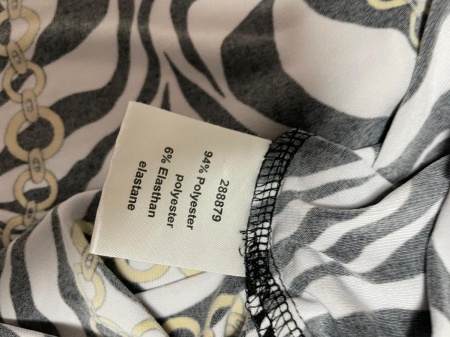 288879
94% Polyester
polyester
6% Elasthan
elastane